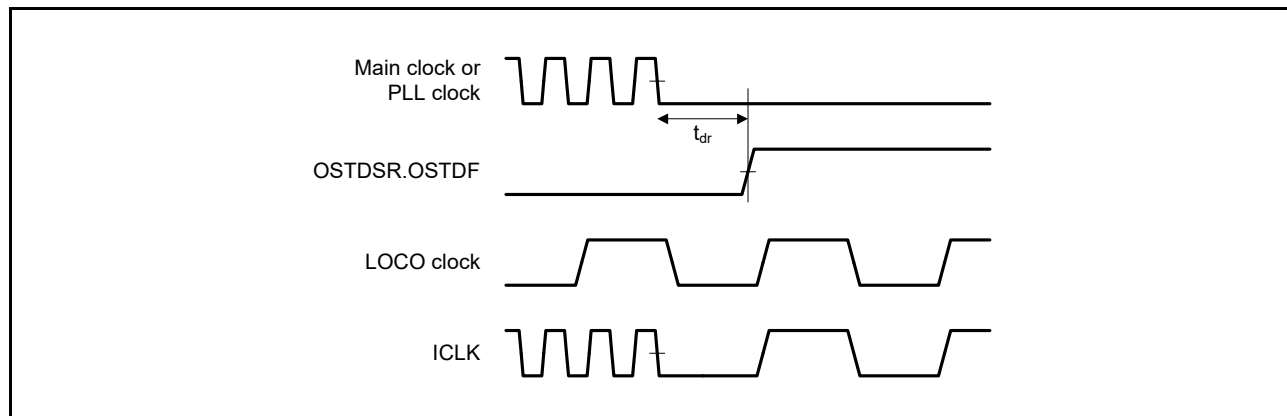 Main clock or
PLL clock
tdr
OSTDSR.OSTDF
LOCO clock
ICLK